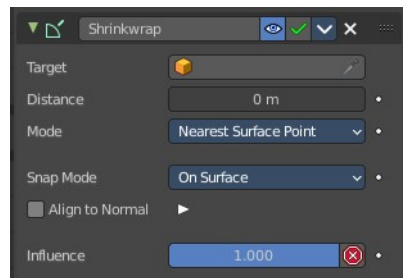 Shrinkwrap
Target
Distance 0 m
Mode Nearest Surface Point
Snap Mode On Surface
Align to Normal
Influence 1.000